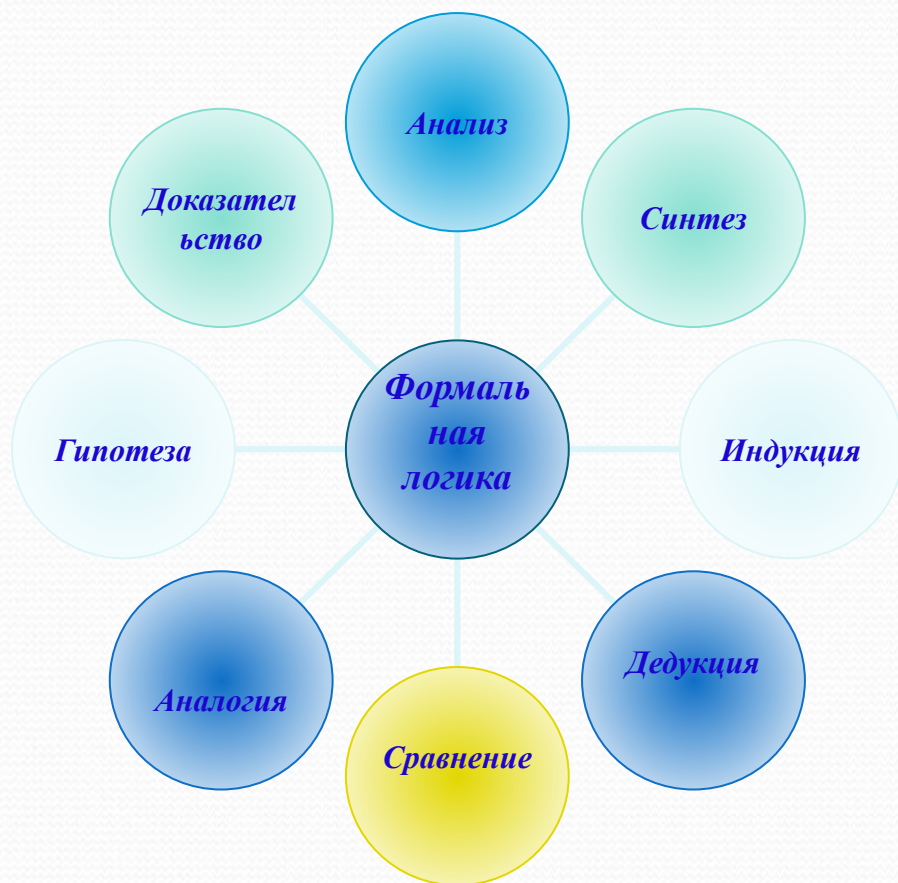 Анализ
Доказател
ьство
Синтез
Формаль
ная
логика
Гипотеза
Индукция
Дедукция
Аналогия
Сравнение